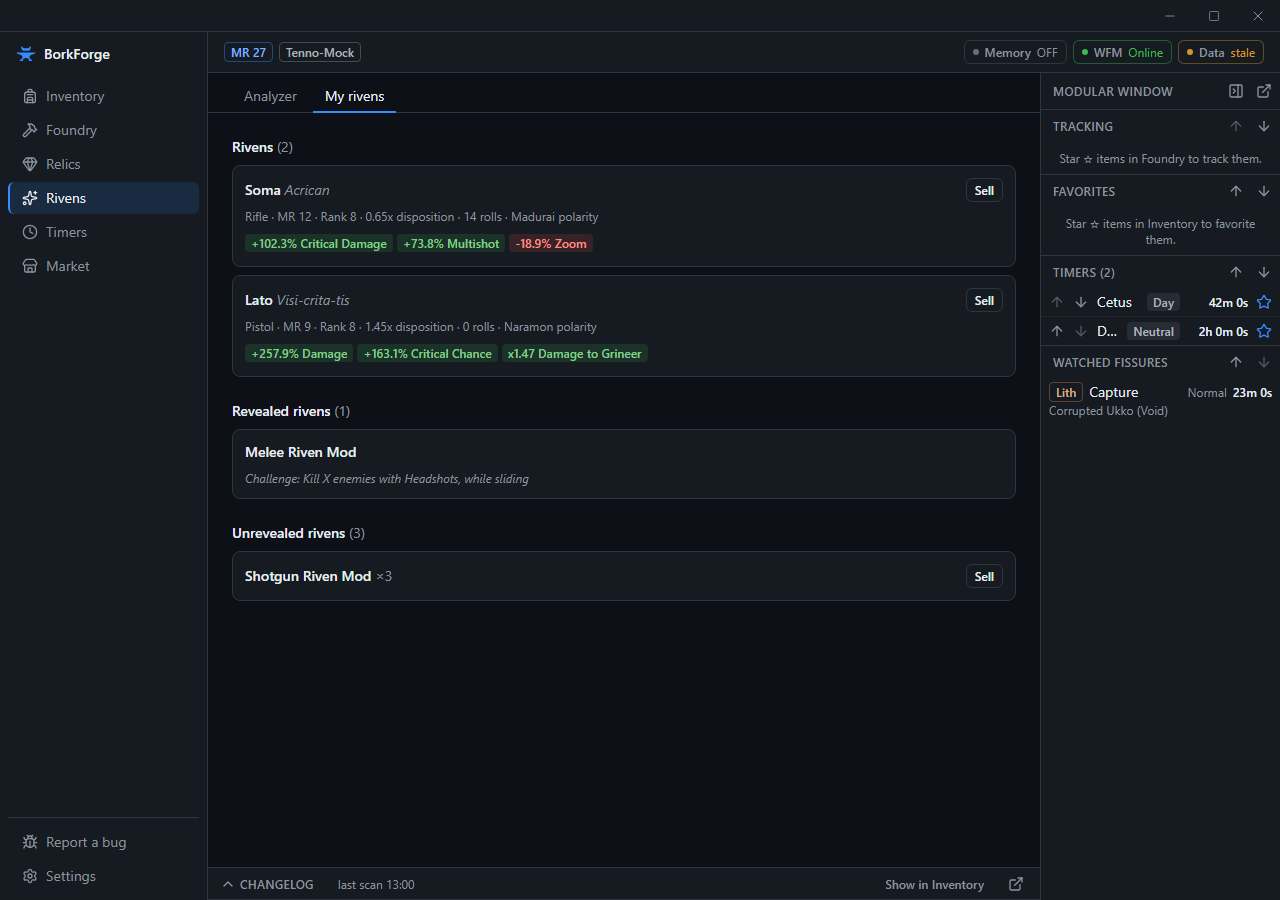 BorkForge
MR 27
Tenno-Mock
Memory OFF
WFM Online
Data stale
Inventory
Foundry
Relics
Rivens
Timers
Market
Report a bug
Settings
Analyzer
My rivens
Rivens (2)
Soma Acrican
Sell
Rifle · MR 12 · Rank 8 · 0.65x disposition · 14 rolls · Madurai polarity
+102.3% Critical Damage
+73.8% Multishot
-18.9% Zoom
Lato Visi-crita-tis
Sell
Pistol · MR 9 · Rank 8 · 1.45x disposition · 0 rolls · Naramon polarity
+257.9% Damage
+163.1% Critical Chance
x1.47 Damage to Grineer
Revealed rivens (1)
Melee Riven Mod
Challenge: Kill X enemies with Headshots, while sliding
Unrevealed rivens (3)
Shotgun Riven Mod ×3
Sell
CHANGELOG
last scan 13:00
Show in Inventory
MODULAR WINDOW
TRACKING
Star ☆ items in Foundry to track them.
FAVORITES
Star ☆ items in Inventory to favorite
them.
TIMERS (2)
Cetus Day 42m 0s
D... Neutral 2h 0m 0s
WATCHED FISSURES
Lith Capture Normal 23m 0s
Corrupted Ukko (Void)